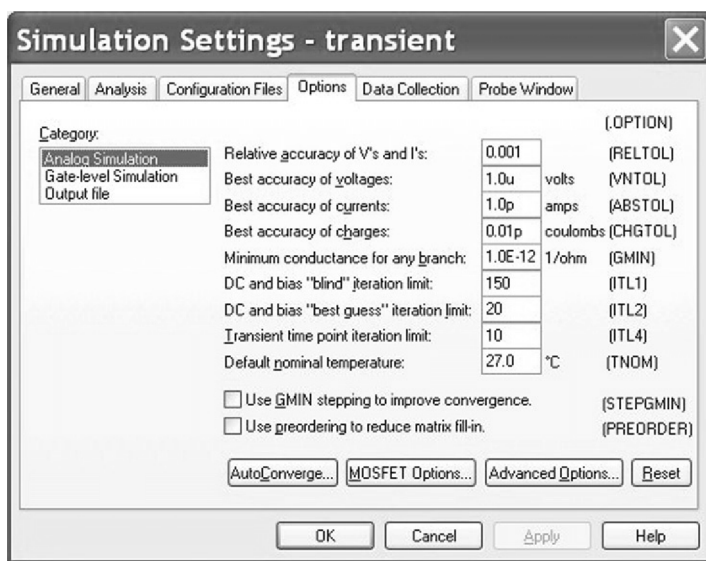 Simulation Settings - transient
General Analysis Configuration Files Options Data Collection Probe Window
(.OPTION)
Category:
Analog Simulation
Gate-level Simulation
Output file
Relative accuracy of V's and I's: 0.001 (RELTOL)
Best accuracy of voltages: 1.0u volts (VNTOL)
Best accuracy of currents: 1.0p amps (ABSTOL)
Best accuracy of charges: 0.01p coulombs (CHGTOL)
Minimum conductance for any branch: 1.0E-12 1/ohm (GMIN)
DC and bias "blind" iteration limit: 150 (ITL1)
DC and bias "best guess" iteration limit: 20 (ITL2)
Transient time point iteration limit: 10 (ITL4)
Default nominal temperature: 27.0 °C (TNOM)
Use GMIN stepping to improve convergence. (STEPGMIN)
Use preordering to reduce matrix fill-in. (PREORDER)
AutoConverge... MOSFET Options... Advanced Options... Reset
OK Cancel Apply Help